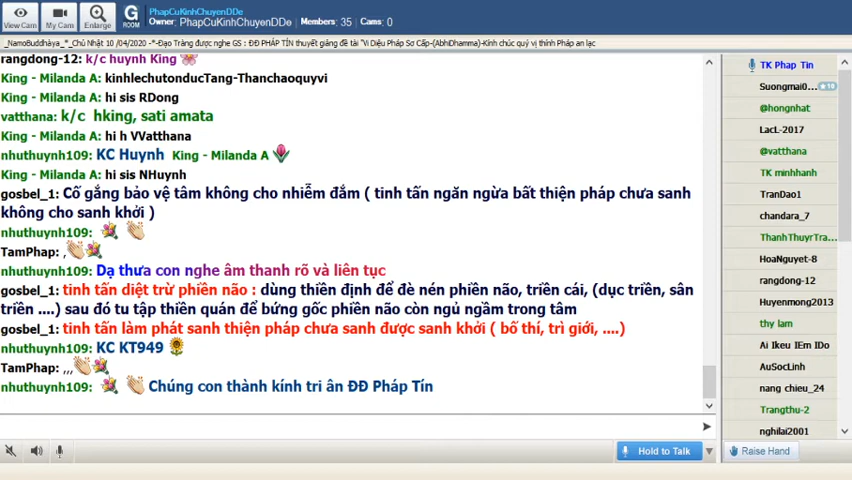 View Cam
My Cam
Enlarge
G
ROOM
PhapCuKinhChuyenDDe
Owner: PhapCuKinhChuyenDDe Members: 35 Cams: 0
_NamoBuddhàya_*_Chủ Nhật 10 /04/2020 -*-Đạo Tràng được nghe GS : ĐĐ PHÁP TÍN thuyết giảng đề tài "Vi Diệu Pháp Sơ Cấp-(AbhiDhamma)-Kính chúc quý vị thính Pháp an lạc
rangdong-12: k/c huynh King
King - Milanda A: kinhlechutonducTang-Thanchaoquyvi
King - Milanda A: hi sis RDong
vatthana: k/c hking, sati amata
King - Milanda A: hi h VVatthana
nhuthuynh109: KC Huynh King - Milanda A
King - Milanda A: hi sis NHuynh
gosbel_1: Cố gắng bảo vệ tâm không cho nhiễm đắm ( tinh tấn ngăn ngừa bất thiện pháp chưa sanh
không cho sanh khởi )
nhuthuynh109:
TamPhap: ,
nhuthuynh109: Dạ thưa con nghe âm thanh rõ và liên tục
gosbel_1: tinh tấn diệt trừ phiền não : dùng thiền định để đè nén phiền não, triền cái, (dục triền, sân
triền ....) sau đó tu tập thiền quán để bứng gốc phiền não còn ngủ ngầm trong tâm
gosbel_1: tinh tấn làm phát sanh thiện pháp chưa sanh được sanh khởi ( bố thí, trì giới, ....)
nhuthuynh109: KC KT949
TamPhap: ,,,
nhuthuynh109: Chúng con thành kính tri ân ĐĐ Pháp Tín
Hold to Talk
TK Phap Tin
Suongmai0... 10
@hongnhat
LacL-2017
@vatthana
TK minhhanh
TranDao1
chandara_7
ThanhThuyrTra...
HoaNguyet-8
rangdong-12
Huyenmong2013
thy lam
Ai Ikeu IEm IDo
AuSocLinh
nang chieu_24
Trangthu-2
nghilai2001
Raise Hand